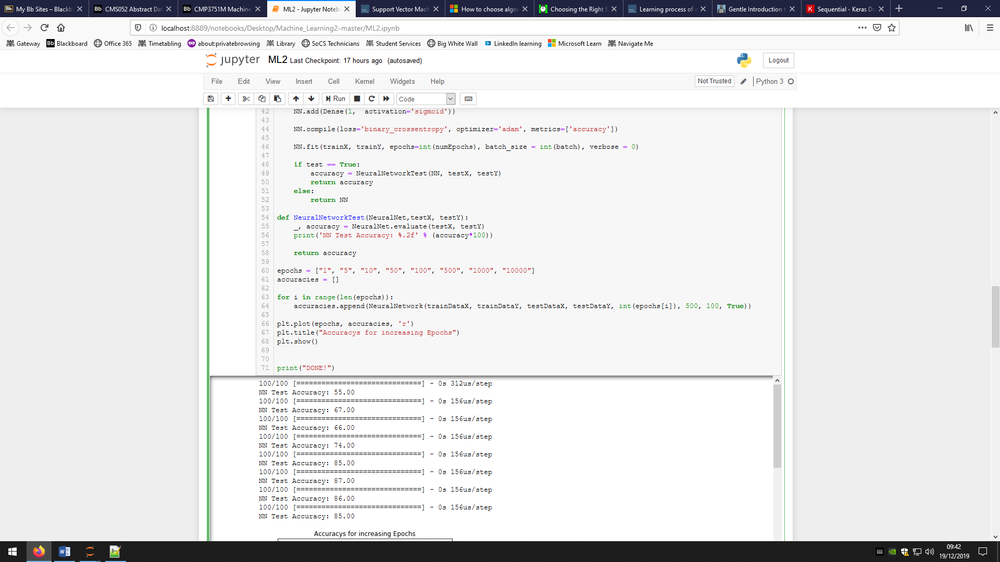 My Bb Sites – Blackb
CMS052 Abstract Dat
CMP3751M Machine
ML2 - Jupyter Noteb
Support Vector Mach
How to choose algor
Choosing the Right
Learning process of a
Gentle Introduction t
Sequential - Keras Do
localhost:8889/notebooks/Desktop/Machine_Learning2-master/ML2.ipynb
Gateway
Bb Blackboard
Office 365
Timetabling
about:privatebrowsing
Library
SoCS Technicians
Student Services
Big White Wall
LinkedIn learning
Microsoft Learn
Navigate Me
jupyter ML2 Last Checkpoint: 17 hours ago (autosaved)
Logout
File Edit View Insert Cell Kernel Widgets Help
Not Trusted
Python 3
Run
Code
42 NN.add(Dense(1, activation='sigmoid'))
43
44 NN.compile(loss='binary_crossentropy', optimizer='adam', metrics=['accuracy'])
45
46 NN.fit(trainX, trainY, epochs=int(numEpochs), batch_size = int(batch), verbose = 0)
47
48 if test == True:
49 accuracy = NeuralNetworkTest(NN, testX, testY)
50 return accuracy
51 else:
52 return NN
53
54 def NeuralNetworkTest(NeuralNet,testX, testY):
55 _, accuracy = NeuralNet.evaluate(testX, testY)
56 print('NN Test Accuracy: %.2f' % (accuracy*100))
57
58 return accuracy
59
60 epochs = ["1", "5", "10", "50", "100", "500", "1000", "10000"]
61 accuracies = []
62
63 for i in range(len(epochs)):
64 accuracies.append(NeuralNetwork(trainDataX, trainDataY, testDataX, testDataY, int(epochs[i]), 500, 100, True))
65
66 plt.plot(epochs, accuracies, 'r')
67 plt.title("Accuracys for increasing Epochs")
68 plt.show()
69
70
71 print("DONE!")
100/100 [==============================] - 0s 312us/step
NN Test Accuracy: 55.00
100/100 [==============================] - 0s 156us/step
NN Test Accuracy: 67.00
100/100 [==============================] - 0s 156us/step
NN Test Accuracy: 66.00
100/100 [==============================] - 0s 156us/step
NN Test Accuracy: 74.00
100/100 [==============================] - 0s 156us/step
NN Test Accuracy: 85.00
100/100 [==============================] - 0s 156us/step
NN Test Accuracy: 87.00
100/100 [==============================] - 0s 156us/step
NN Test Accuracy: 86.00
100/100 [==============================] - 0s 156us/step
NN Test Accuracy: 85.00
Accuracys for increasing Epochs
09:42
19/12/2019